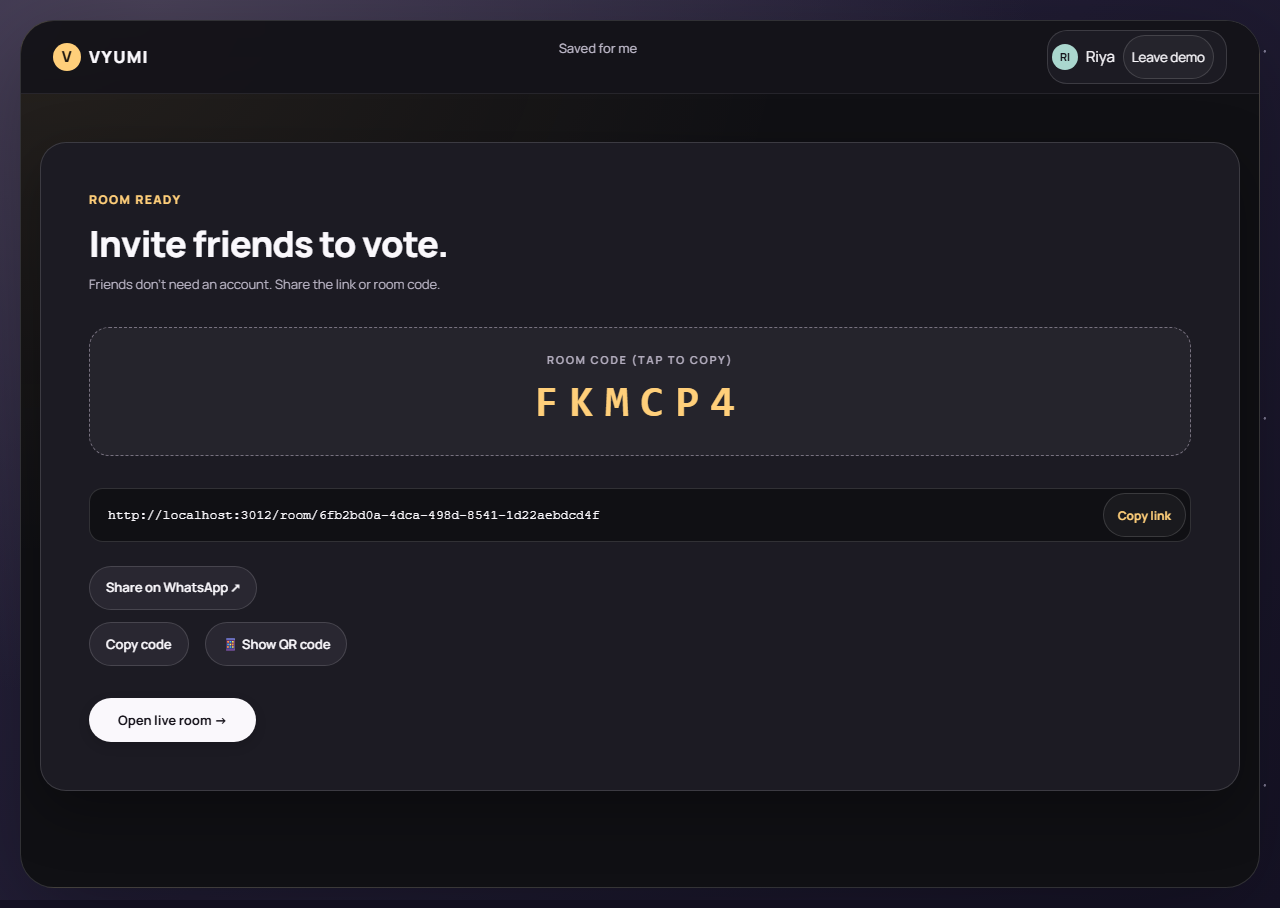 V VYUMI
Saved for me
RI Riya Leave demo
ROOM READY
Invite friends to vote.
Friends don't need an account. Share the link or room code.
ROOM CODE (TAP TO COPY)
FKMCP4
http://localhost:3012/room/6fb2bd0a-4dca-498d-8541-1d22aebdcd4f Copy link
Share on WhatsApp ↗
Copy code Show QR code
Open live room →